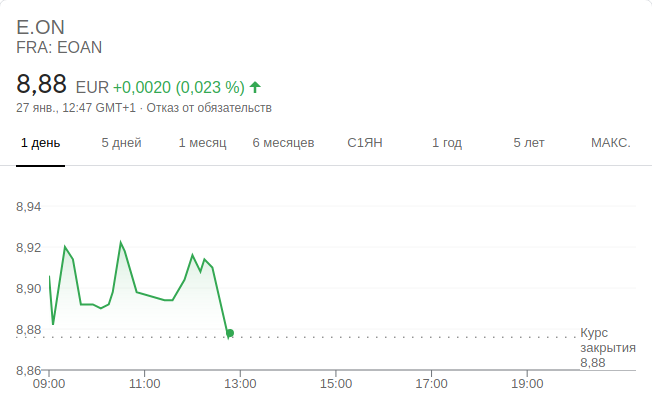 E.ON
FRA: EOAN
8,88 EUR +0,0020 (0,023 %)
27 янв., 12:47 GMT+1 · Отказ от обязательств
1 день 5 дней 1 месяц 6 месяцев С1ЯН 1 год 5 лет МАКС.
8,94
8,92
8,90
8,88
Курс
закрытия
8,88
8,86
09:00 11:00 13:00 15:00 17:00 19:00